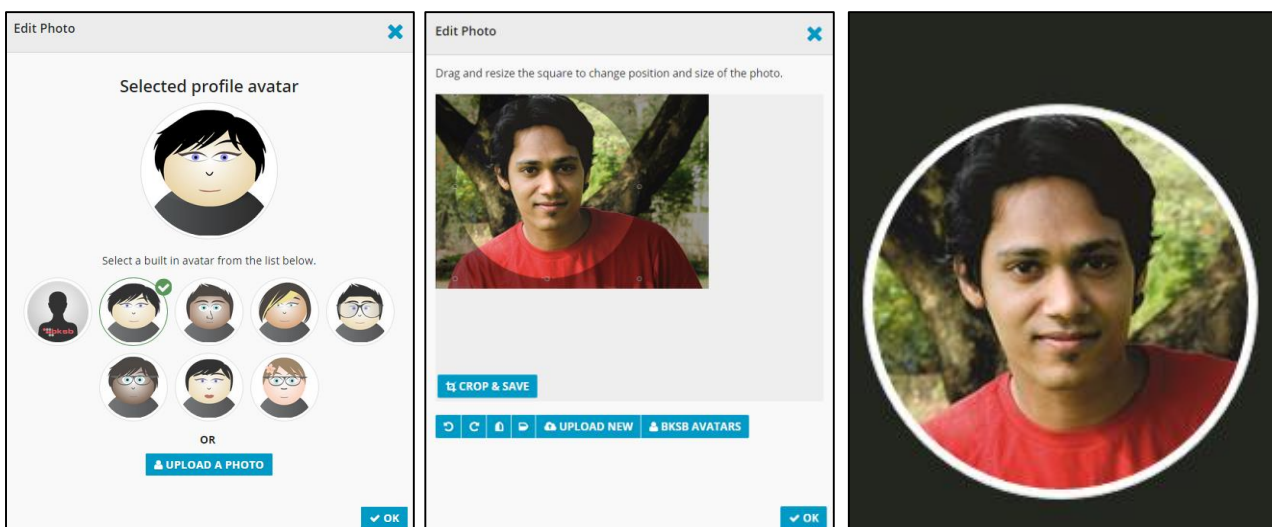 Edit Photo
Selected profile avatar
Select a built in avatar from the list below.
bksb
OR
UPLOAD A PHOTO
OK
Edit Photo
Drag and resize the square to change position and size of the photo.
CROP & SAVE
UPLOAD NEW
BKSB AVATARS
OK